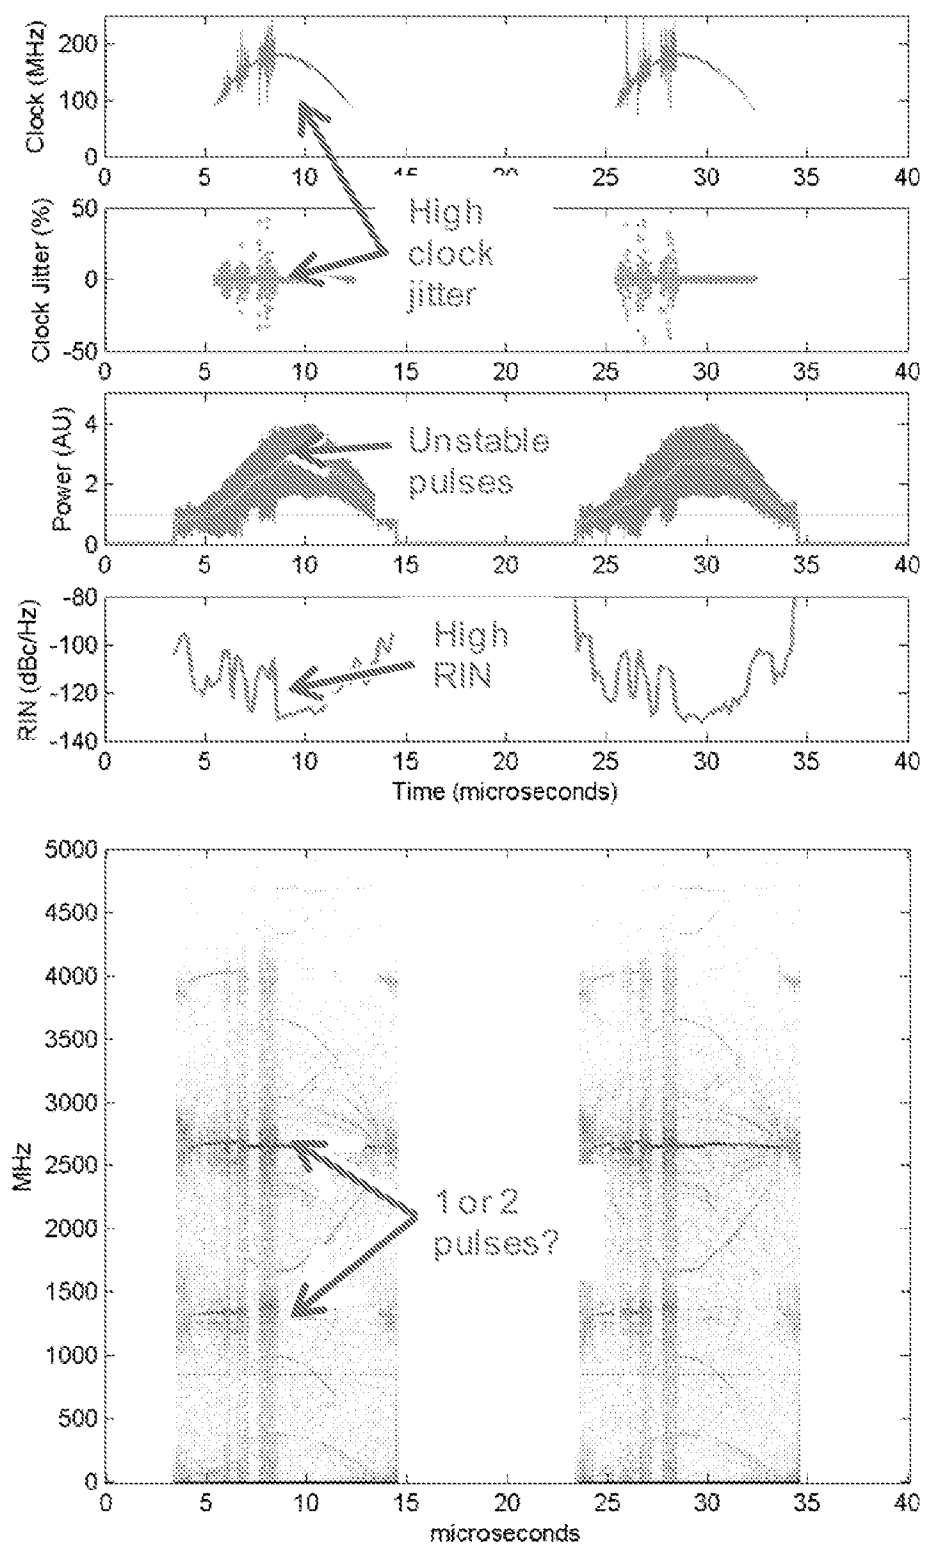 Clock (MHz)
200
100
0
0 5 10 25 30 35 40
Clock Jitter (%)
50
0
-50
High
clock
jitter
0 5 10 15 20 25 30 35 40
Power (AU)
4
2
0
Unstable
pulses
0 5 10 15 20 25 30 35 40
RIN (dBc/Hz)
-80
-100
-120
-140
High
RIN
0 5 10 15 20 25 30 35 40
Time (microseconds)
MHz
5000
4500
4000
3500
3000
2500
2000
1500
1000
500
0
1 or 2
pulses?
0 5 10 15 20 25 30 35 40
microseconds